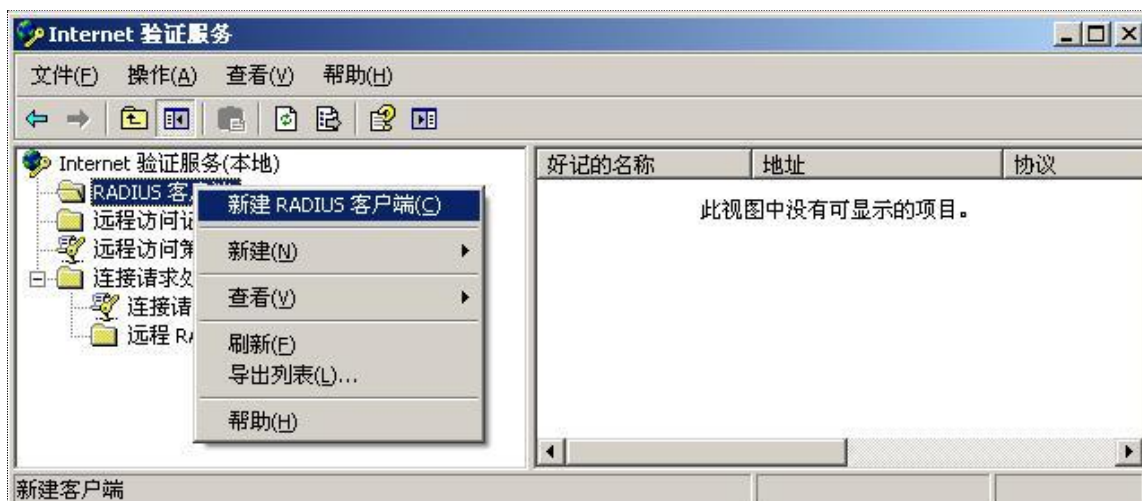 Internet 验证服务
文件(F) 操作(A) 查看(V) 帮助(H)
Internet 验证服务(本地)
RADIUS 客
远程访问记
远程访问策
连接请求处
连接请
远程 RA
新建 RADIUS 客户端(C)
新建(N)
查看(V)
刷新(F)
导出列表(L)...
帮助(H)
好记的名称 地址 协议
此视图中没有可显示的项目。
新建客户端